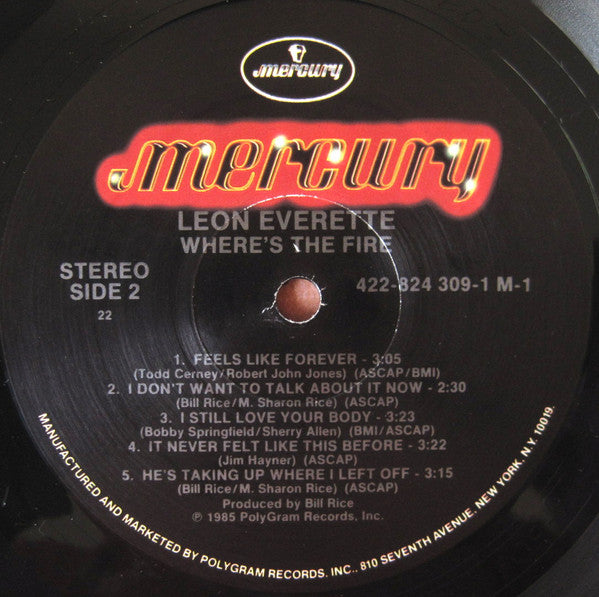 mercury
mercury
LEON EVERETTE
WHERE'S THE FIRE
STEREO
SIDE 2
22
422-824 309-1 M-1
1. FEELS LIKE FOREVER - 3:05
(Todd Cerney/Robert John Jones) (ASCAP/BMI)
2. I DON'T WANT TO TALK ABOUT IT NOW - 2:30
(Bill Rice/M. Sharon Rice) (ASCAP)
3. I STILL LOVE YOUR BODY - 3:23
(Bobby Springfield/Sherry Allen) (BMI/ASCAP)
4. IT NEVER FELT LIKE THIS BEFORE - 3:22
(Jim Hayner) (ASCAP)
5. HE'S TAKING UP WHERE I LEFT OFF - 3:15
(Bill Rice/M. Sharon Rice) (ASCAP)
Produced by Bill Rice
℗ 1985 PolyGram Records, Inc.
MANUFACTURED AND MARKETED BY POLYGRAM RECORDS, INC., 810 SEVENTH AVENUE, NEW YORK, N.Y. 10019.